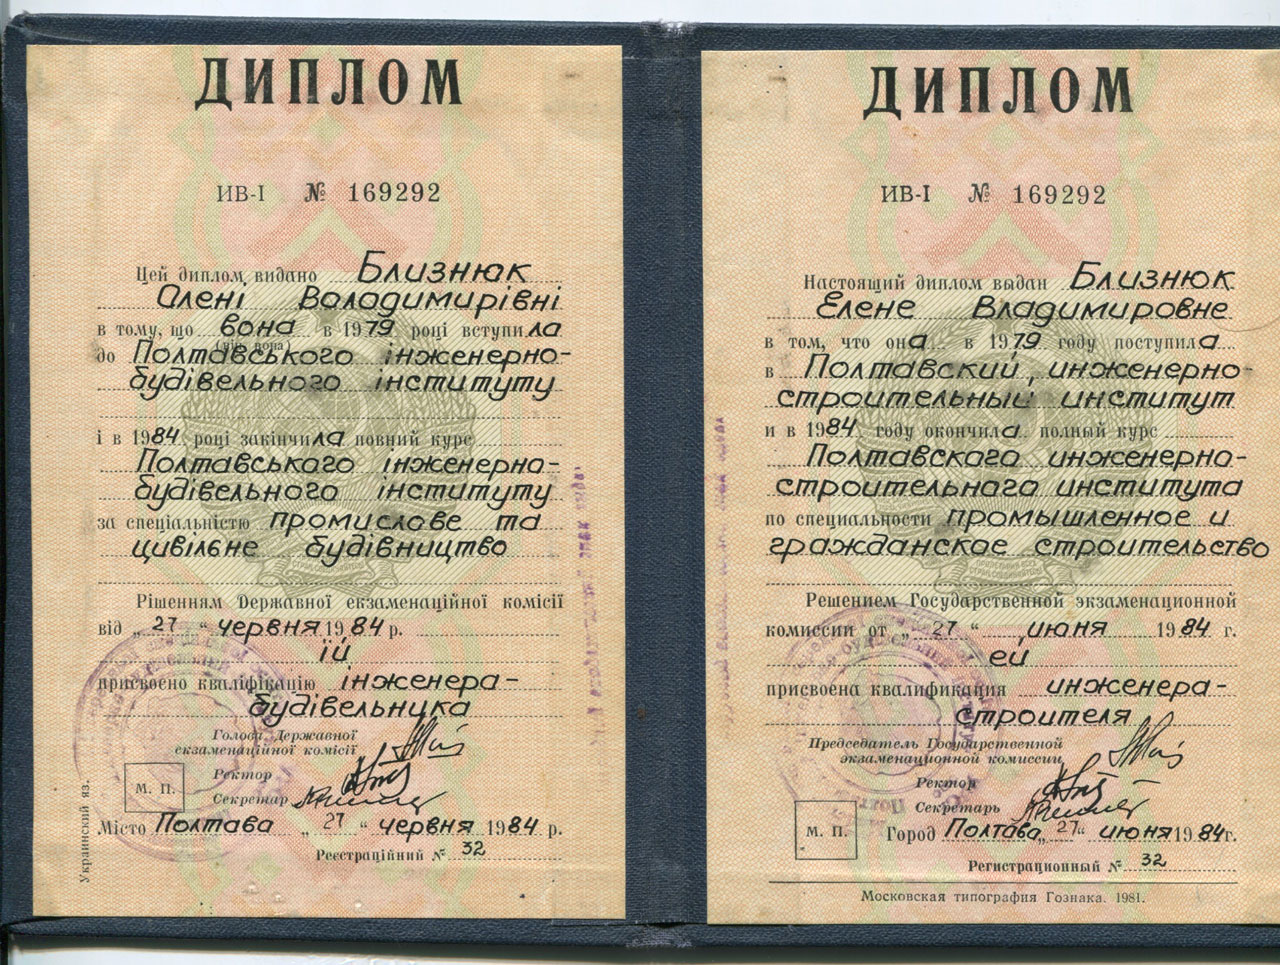 ДИПЛОМ
ИВ-I № 169292
Цей диплом видано Близнюк
Олені Володимирівні
в тому, що вона в 1979 році вступила
(він, вона)
до Полтавського інженерно-
будівельного інституту
і в 1984 році закінчила повний курс
Полтавського інженерно-
будівельного інституту
за спеціальністю промислове та
цивільне будівництво
Рішенням Державної екзаменаційної комісії
від „27“ червня 1984 р.
їй
присвоєно кваліфікацію інженера-
будівельника
Голова Державної
екзаменаційної комісії
Ректор
М. П.
Секретар
Місто Полтава „27“ червня 1984 р.
Реєстраційний № 32
Украинский яз.
ДИПЛОМ
ИВ-I № 169292
Настоящий диплом выдан Близнюк
Елене Владимировне
в том, что она в 1979 году поступила
в Полтавский инженерно-
строительный институт
и в 1984 году окончила полный курс
Полтавского инженерно-
строительного института
по специальности промышленное и
гражданское строительство
Решением Государственной экзаменационной
комиссии от „27“ июня 1984 г.
ей
присвоена квалификация инженера-
строителя
Председатель Государственной
экзаменационной комиссии
Ректор
Секретарь
М. П.
Город Полтава „27“ июня 1984 г.
Регистрационный № 32
Московская типография Гознака. 1981.